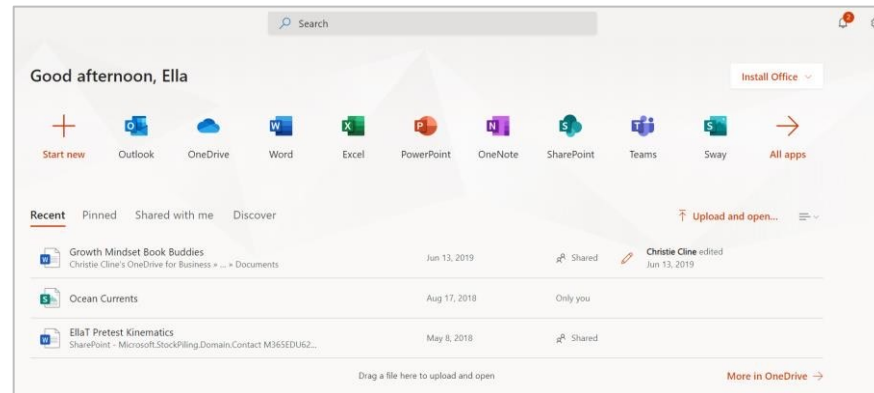 Search
2
Good afternoon, Ella
Install Office
Start new Outlook OneDrive Word Excel PowerPoint OneNote SharePoint Teams Sway All apps
Recent Pinned Shared with me Discover Upload and open...
Growth Mindset Book Buddies Jun 13, 2019 Shared Christie Cline edited
Christie Cline's OneDrive for Business » ... » Documents Jun 13, 2019
Ocean Currents Aug 17, 2018 Only you
EllaT Pretest Kinematics May 8, 2018 Shared
SharePoint - Microsoft.StockPiling.Domain.Contact M365EDU62...
Drag a file here to upload and open More in OneDrive